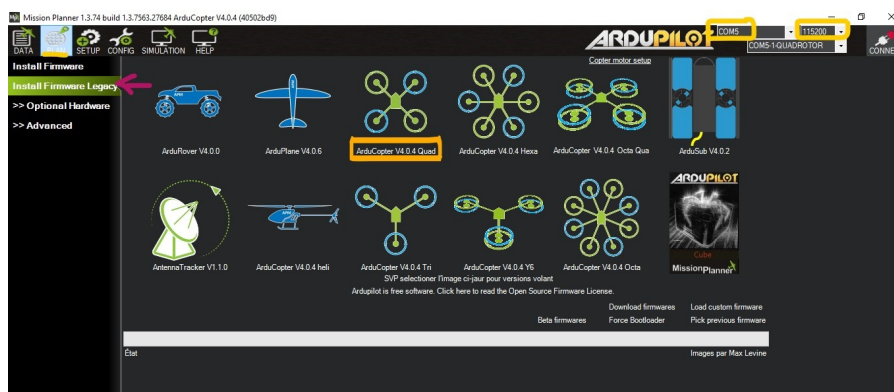 Mission Planner 1.3.74 build 1.3.7563.27684 ArduCopter V4.0.4 (40502bd9)
DATA PLAN SETUP CONFIG SIMULATION HELP
ARDUPILOT
COM5 115200
COM5-1-QUADROTOR
CONNE
Install Firmware
Install Firmware Legacy
>> Optional Hardware
>> Advanced
Copter motor setup
ArduRover V4.0.0
ArduPlane V4.0.6
ArduCopter V4.0.4 Quad
ArduCopter V4.0.4 Hexa
ArduCopter V4.0.4 Octa Qua
ArduSub V4.0.2
ARDUPILOT
Cube
MissionPlanner
AntennaTracker V1.1.0
ArduCopter V4.0.4 heli
ArduCopter V4.0.4 Tri
ArduCopter V4.0.4 Y6
ArduCopter V4.0.4 Octa
SVP selectioner l'image ci-jaur pour versions volant
Ardupilot is free software. Click here to read the Open Source Firmware License.
Download firmwares Load custom firmware
Beta firmwares Force Bootloader Pick previous firmware
État
Images par Max Levine